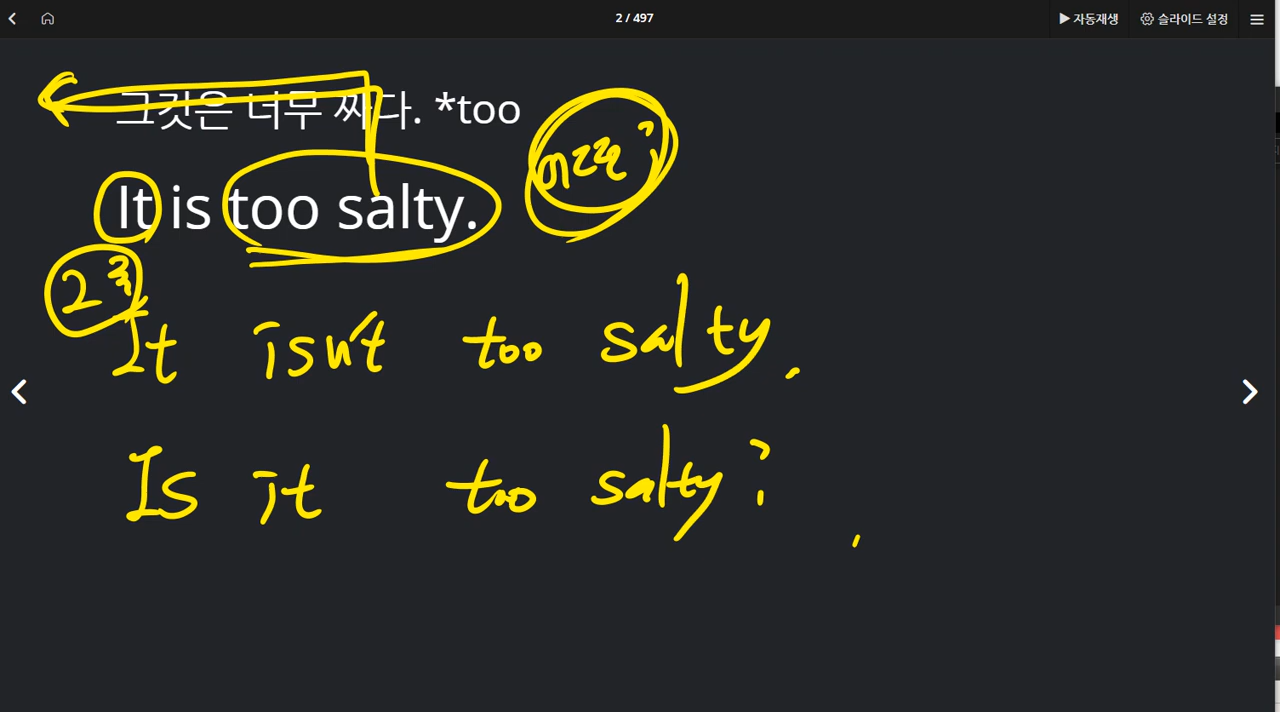 2 / 497 ▶ 자동재생 슬라이드 설정
그것은 너무 짜다. *too
It is too salty.
2형
It isn't too salty.
Is it too salty?